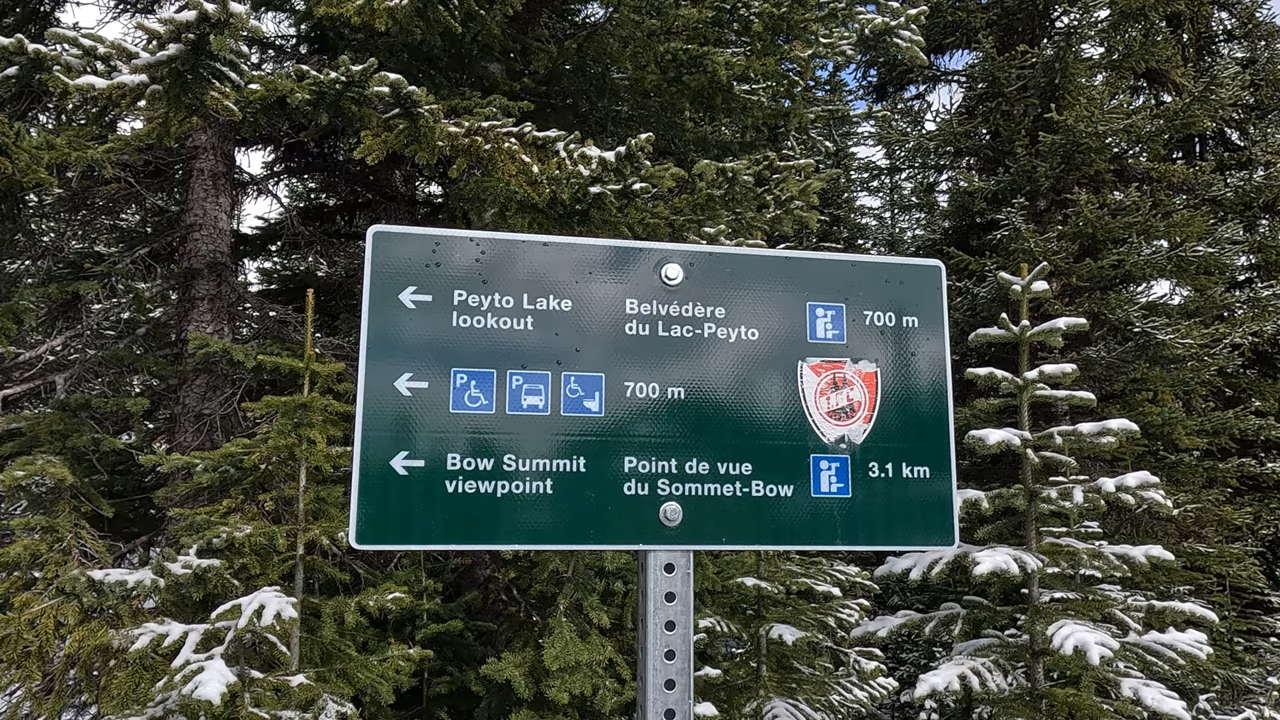 Peyto Lake
lookout
Belvédère
du Lac-Peyto
700 m
P
P
700 m
Bow Summit
viewpoint
Point de vue
du Sommet-Bow
3.1 km